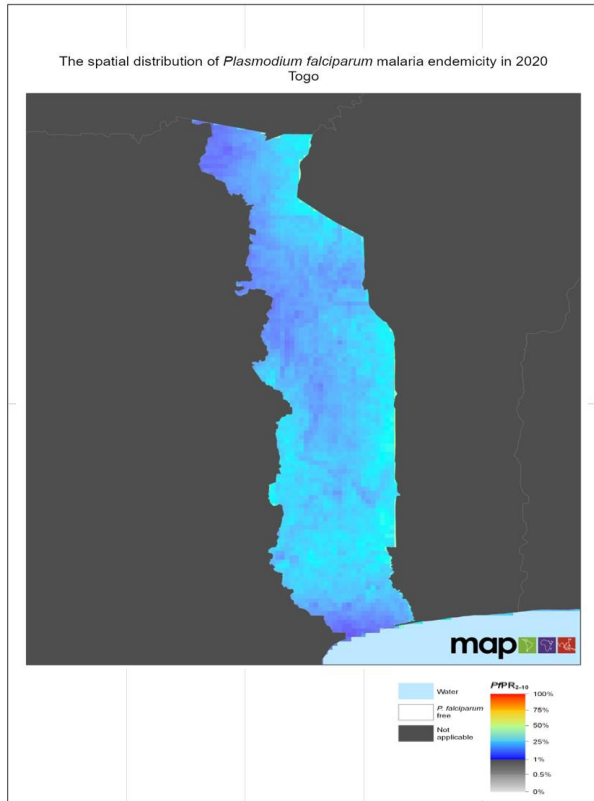 The spatial distribution of Plasmodium falciparum malaria endemicity in 2020
Togo
map
Water
P. falciparum
free
Not
applicable
PfPR2-10
100%
75%
50%
25%
1%
0.5%
0%